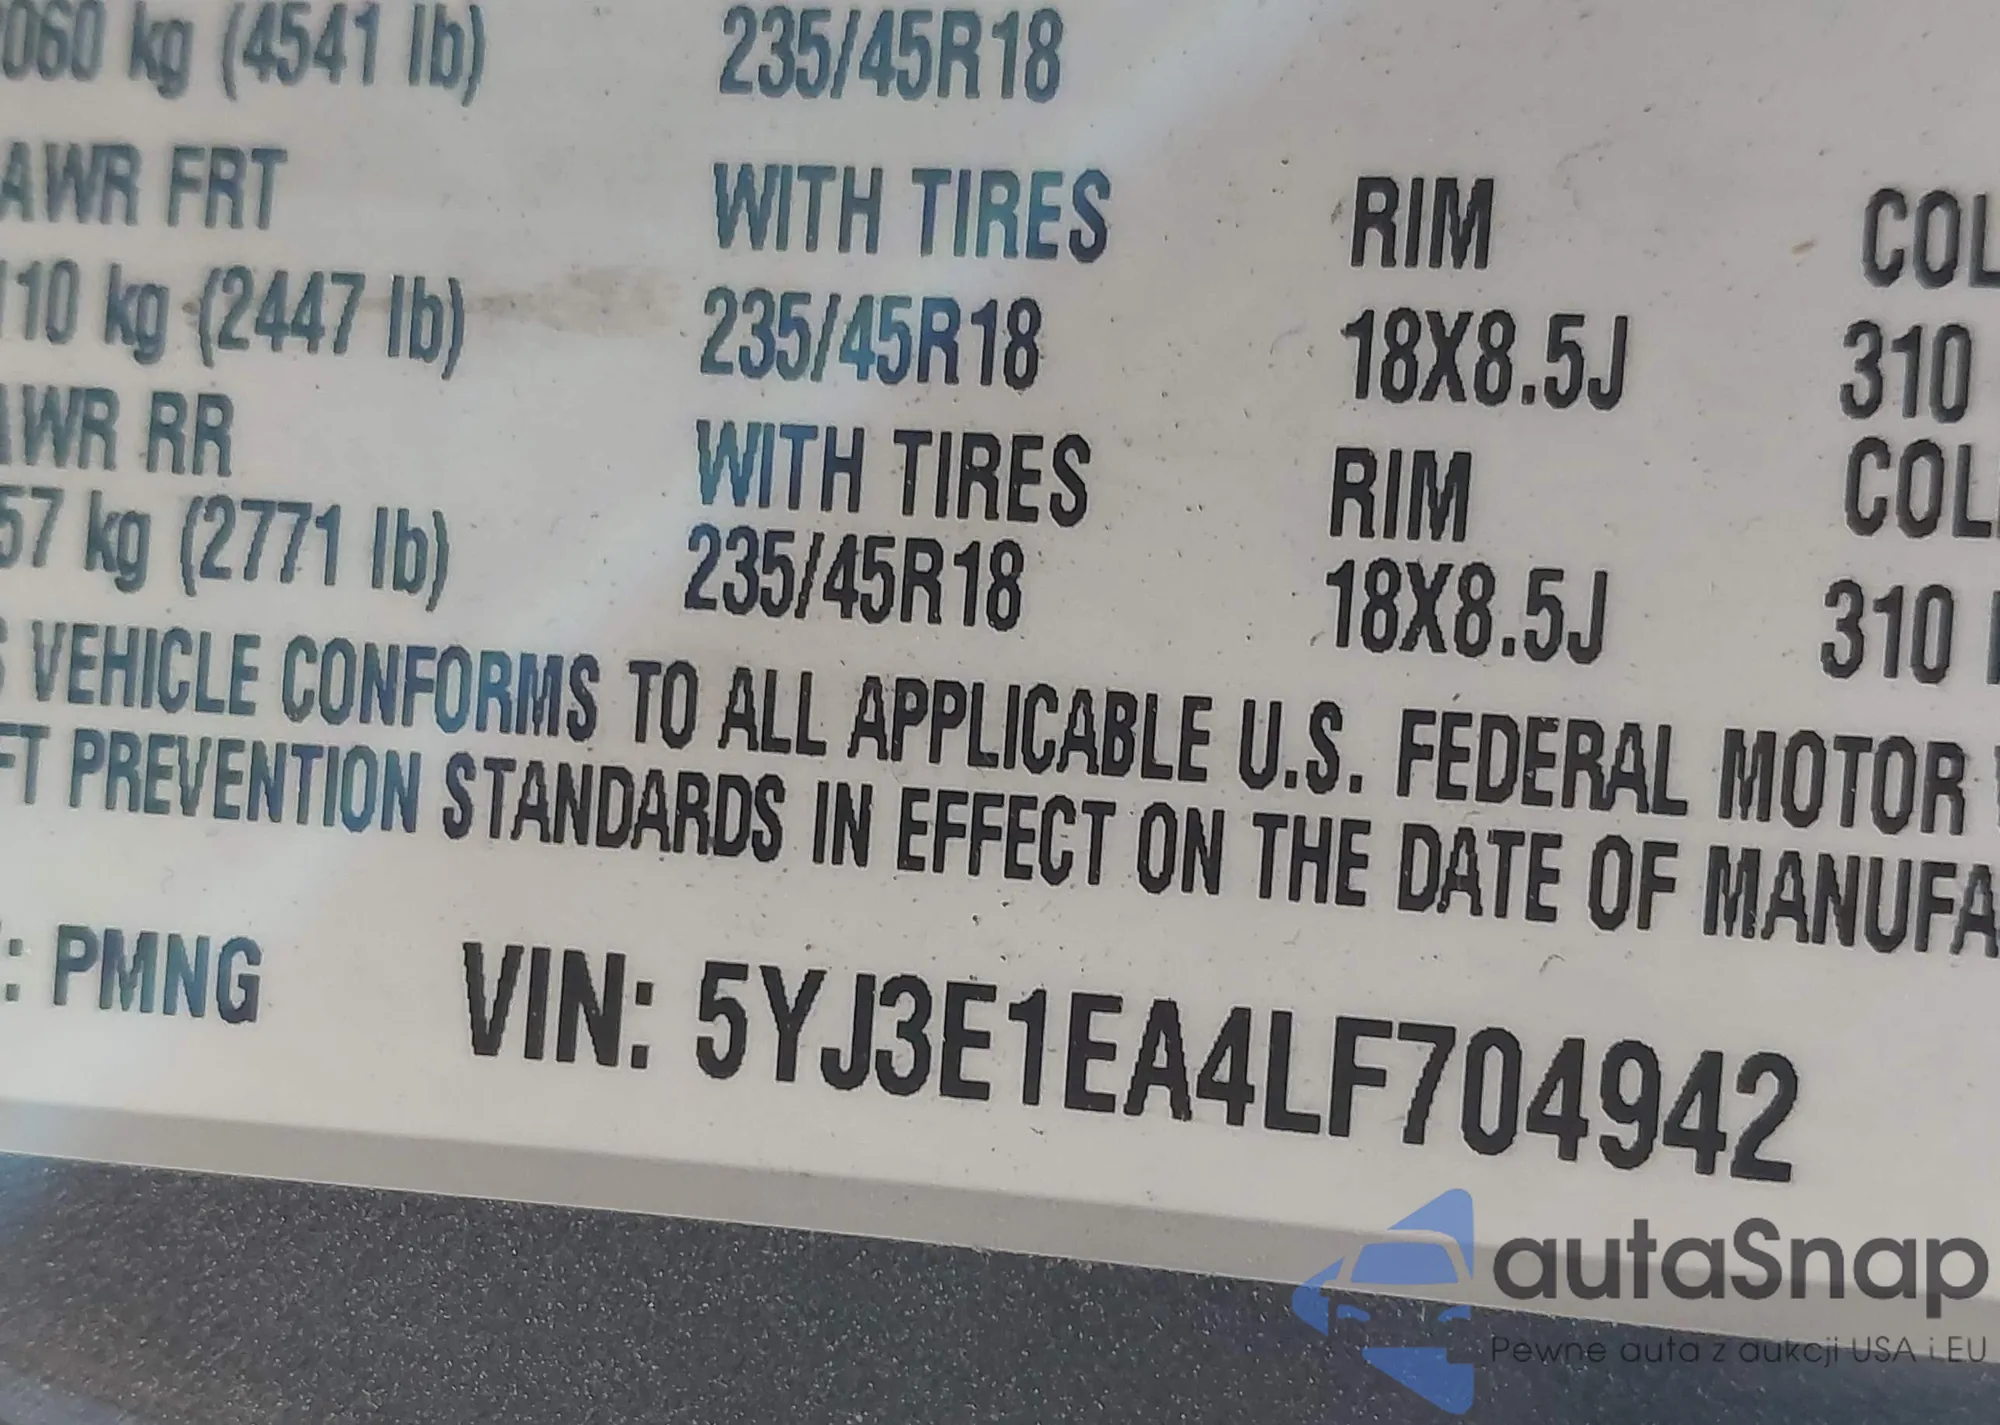 060 kg (4541 lb) 235/45R18
AWR FRT WITH TIRES RIM COL
110 kg (2447 lb) 235/45R18 18X8.5J 310
AWR RR WITH TIRES RIM COL
57 kg (2771 lb) 235/45R18 18X8.5J 310
S VEHICLE CONFORMS TO ALL APPLICABLE U.S. FEDERAL MOTOR
FT PREVENTION STANDARDS IN EFFECT ON THE DATE OF MANUFA
: PMNG VIN: 5YJ3E1EA4LF704942
autaSnap
Pewne auta z aukcji USA i EU